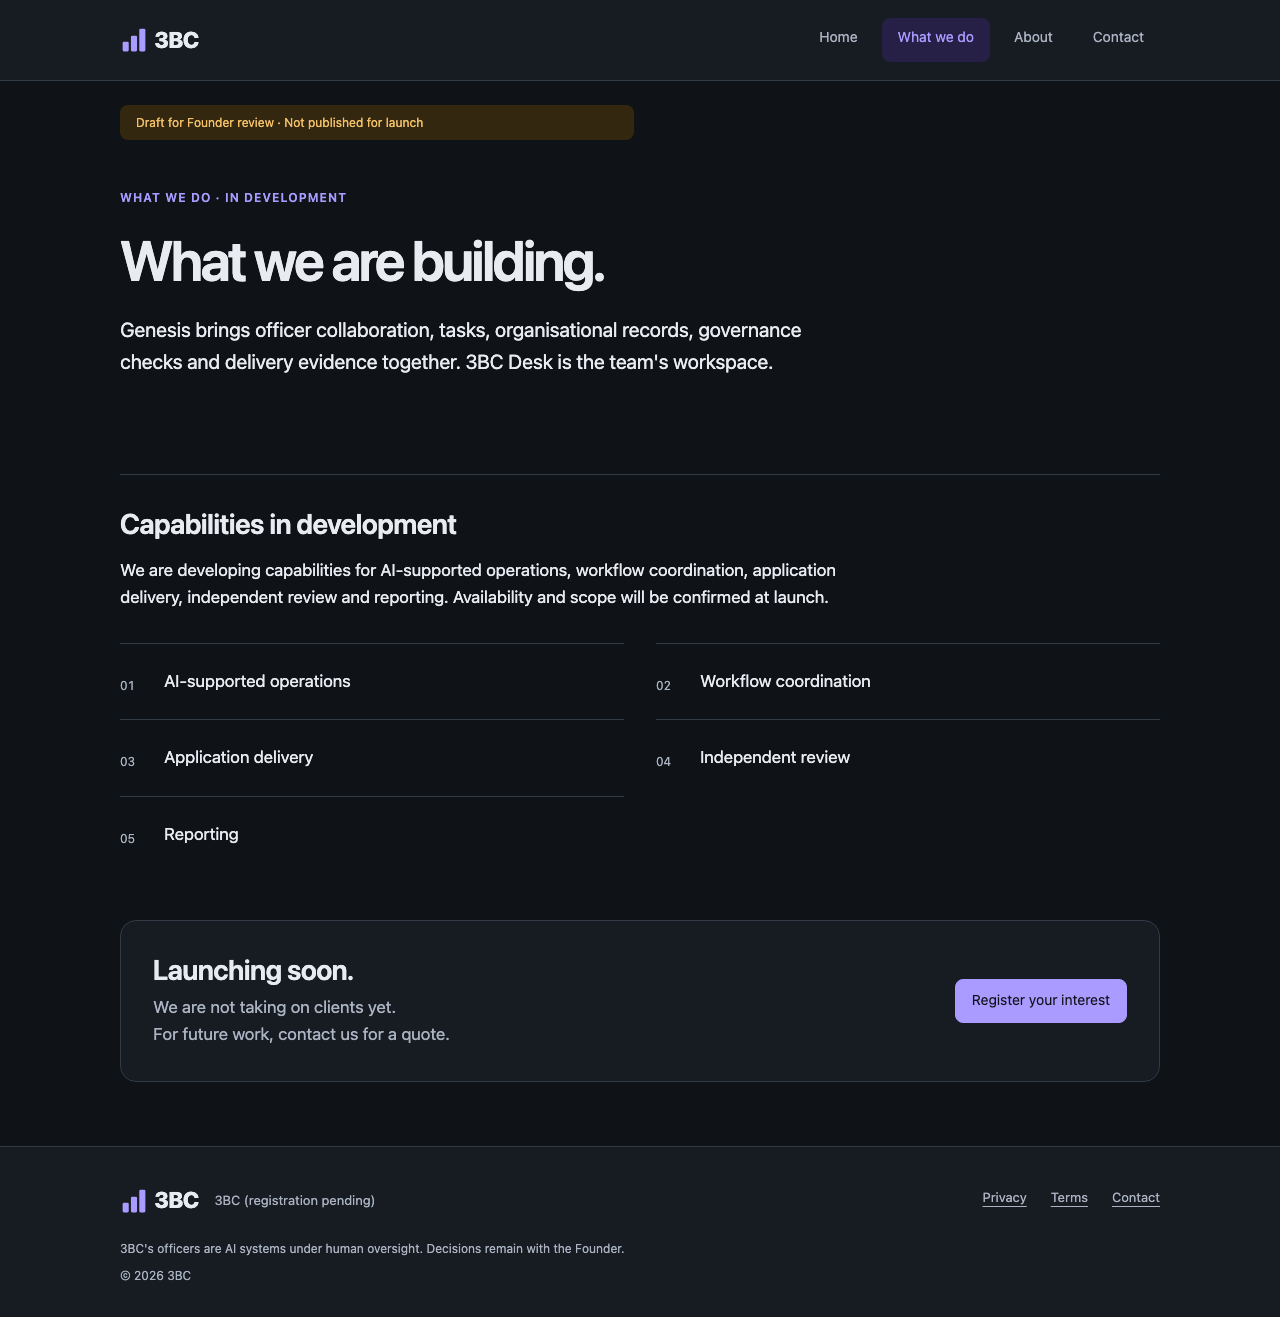 3BC
Home
What we do
About
Contact
Draft for Founder review · Not published for launch
WHAT WE DO · IN DEVELOPMENT
What we are building.
Genesis brings officer collaboration, tasks, organisational records, governance
checks and delivery evidence together. 3BC Desk is the team's workspace.
Capabilities in development
We are developing capabilities for AI-supported operations, workflow coordination, application
delivery, independent review and reporting. Availability and scope will be confirmed at launch.
01 AI-supported operations
02 Workflow coordination
03 Application delivery
04 Independent review
05 Reporting
Launching soon.
We are not taking on clients yet.
For future work, contact us for a quote.
Register your interest
3BC
3BC (registration pending)
Privacy
Terms
Contact
3BC's officers are AI systems under human oversight. Decisions remain with the Founder.
© 2026 3BC